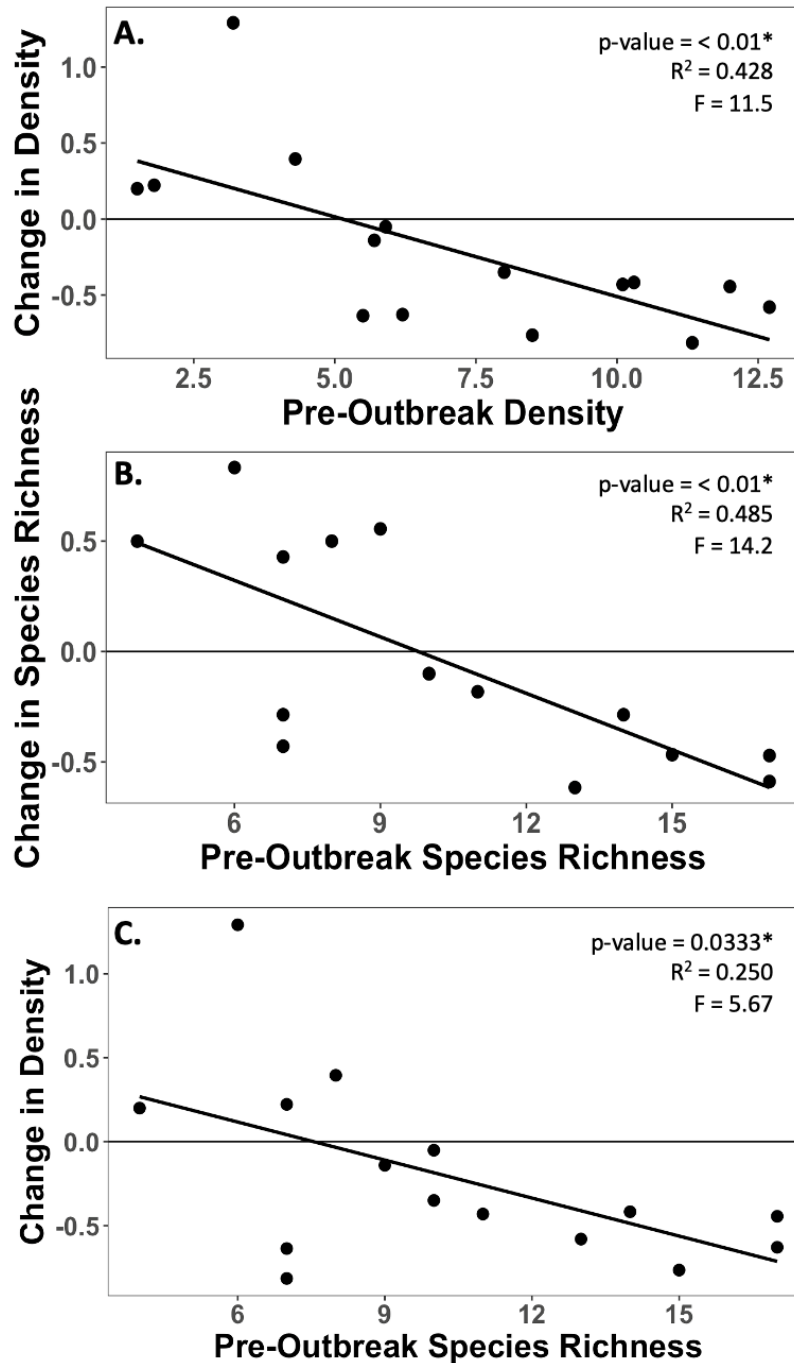 A.
p-value = < 0.01*
R² = 0.428
F = 11.5
Change in Density
1.0
0.5
0.0
-0.5
2.5 5.0 7.5 10.0 12.5
Pre-Outbreak Density
B.
p-value = < 0.01*
R² = 0.485
F = 14.2
Change in Species Richness
0.5
0.0
-0.5
6 9 12 15
Pre-Outbreak Species Richness
C.
p-value = 0.0333*
R² = 0.250
F = 5.67
Change in Density
1.0
0.5
0.0
-0.5
6 9 12 15
Pre-Outbreak Species Richness